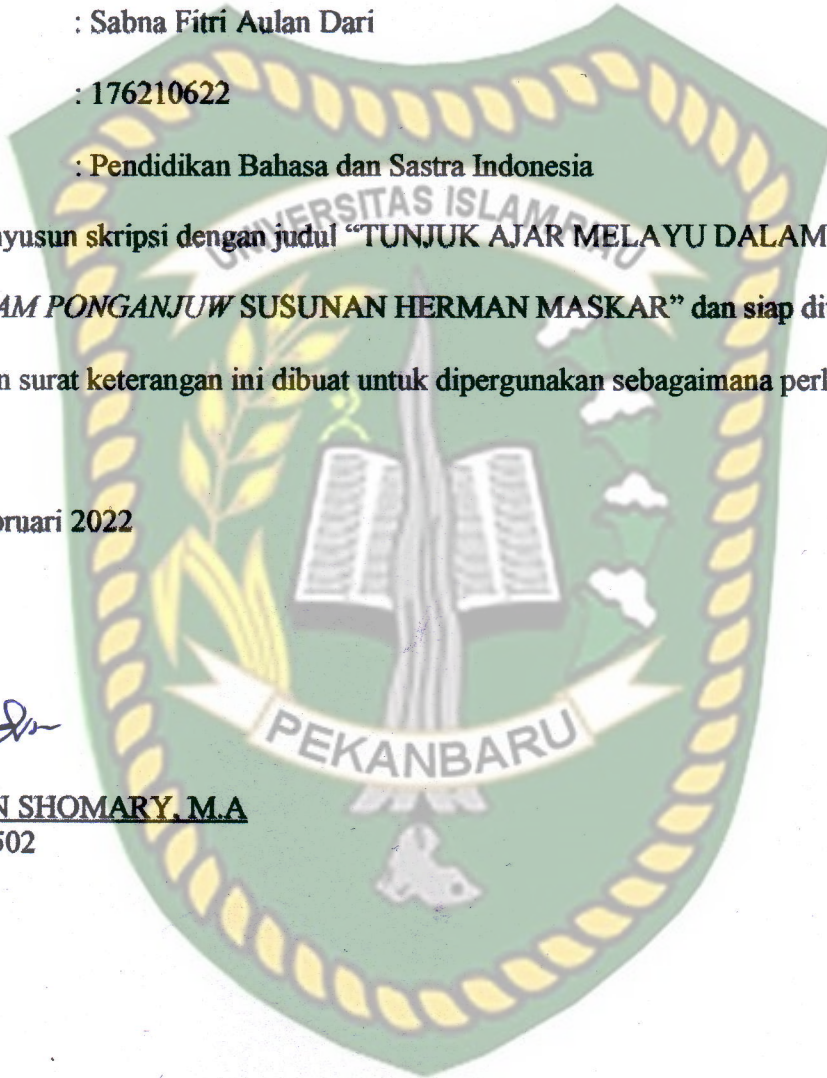 : Sabna Fitri Aulan Dari
: 176210622
: Pendidikan Bahasa dan Sastra Indonesia
UNIVERSITAS ISLAM RIAU
nyusun skripsi dengan judul “TUNJUK AJAR MELAYU DALAM
AM PONGANJUW SUSUNAN HERMAN MASKAR” dan siap di
n surat keterangan ini dibuat untuk dipergunakan sebagaimana perl
bruari 2022
PEKANBARU
N SHOMARY, M.A
502